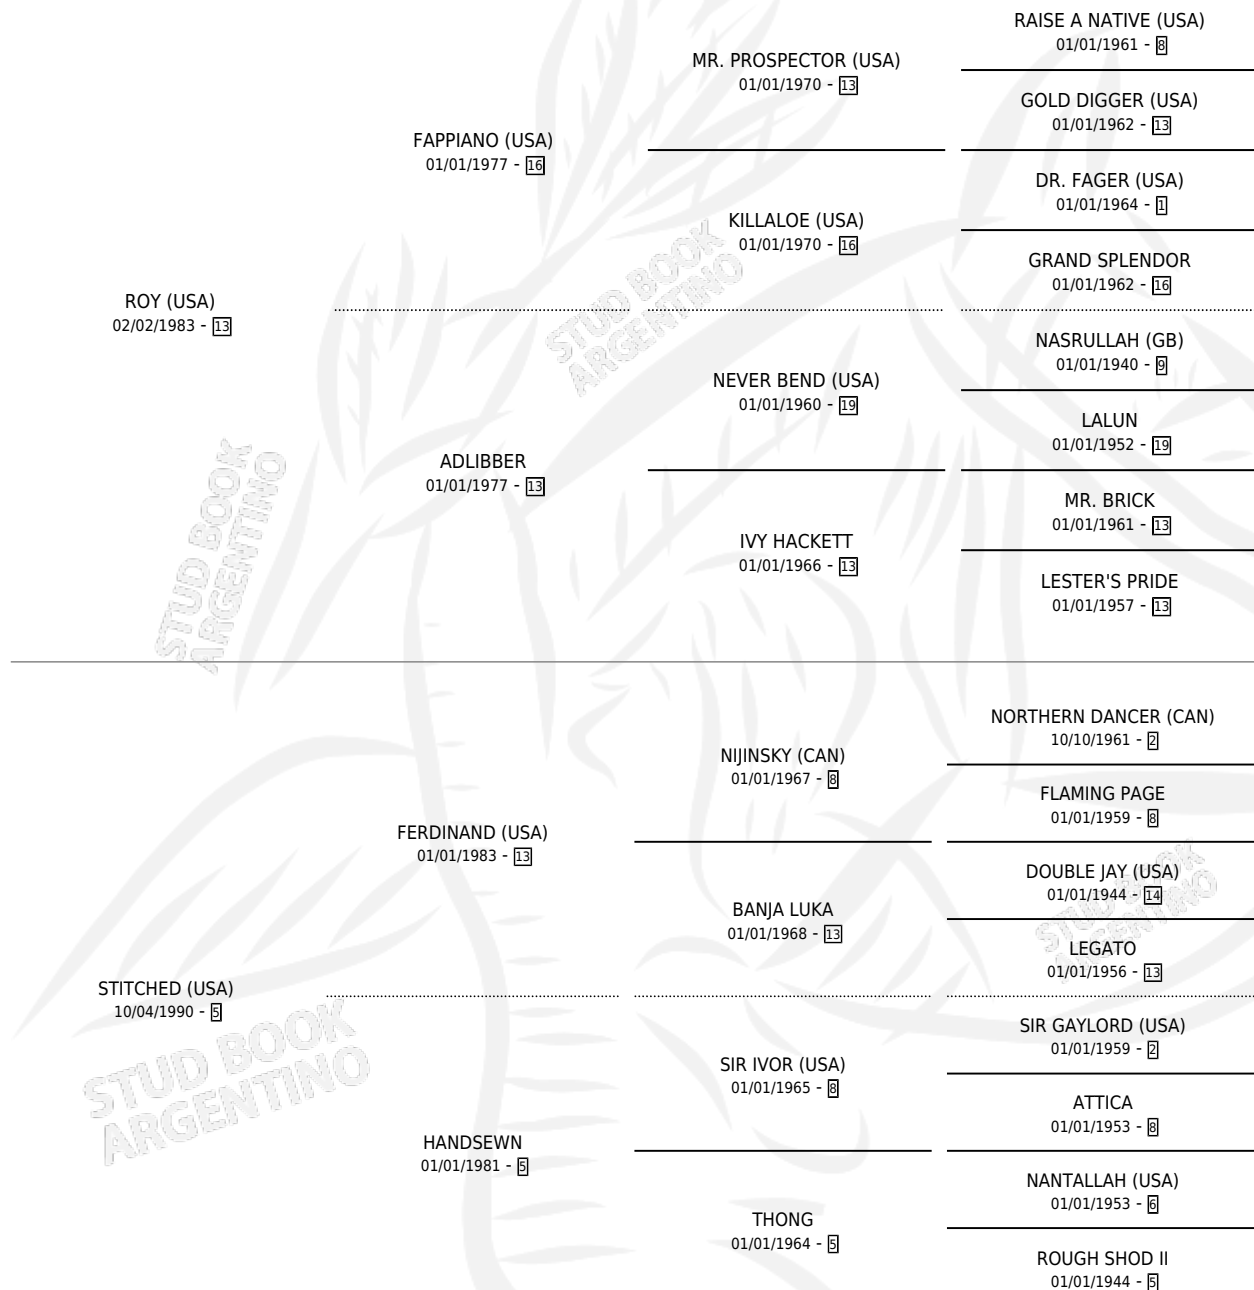 RAISE A NATIVE (USA)
01/01/1961 - 8
MR. PROSPECTOR (USA)
01/01/1970 - 13
GOLD DIGGER (USA)
01/01/1962 - 13
FAPPIANO (USA)
01/01/1977 - 16
DR. FAGER (USA)
01/01/1964 - 1
KILLALOE (USA)
01/01/1970 - 16
GRAND SPLENDOR
01/01/1962 - 16
ROY (USA)
02/02/1983 - 13
NASRULLAH (GB)
01/01/1940 - 9
NEVER BEND (USA)
01/01/1960 - 19
LALUN
01/01/1952 - 19
ADLIBBER
01/01/1977 - 13
MR. BRICK
01/01/1961 - 13
IVY HACKETT
01/01/1966 - 13
LESTER'S PRIDE
01/01/1957 - 13
NORTHERN DANCER (CAN)
10/10/1961 - 2
NIJINSKY (CAN)
01/01/1967 - 8
FLAMING PAGE
01/01/1959 - 8
FERDINAND (USA)
01/01/1983 - 13
DOUBLE JAY (USA)
01/01/1944 - 14
BANJA LUKA
01/01/1968 - 13
LEGATO
01/01/1956 - 13
STITCHED (USA)
10/04/1990 - 5
SIR GAYLORD (USA)
01/01/1959 - 2
SIR IVOR (USA)
01/01/1965 - 8
ATTICA
01/01/1953 - 8
HANDSEWN
01/01/1981 - 5
NANTALLAH (USA)
01/01/1953 - 6
THONG
01/01/1964 - 5
ROUGH SHOD II
01/01/1944 - 5
STUD BOOK
ARGENTINO
STUD BOOK
ARGENTINO
STUD BOOK
ARGENTINO
STUD BOOK
ARGENTINO